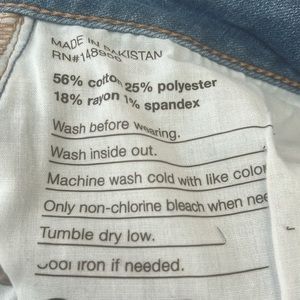 MADE IN PAKISTAN
56% cotton 25% polyester
18% rayon 1% spandex
Wash before wearing.
Wash inside out.
Machine wash cold with like color
Only non-chlorine bleach when nee
Tumble dry low.
Cool iron if needed.